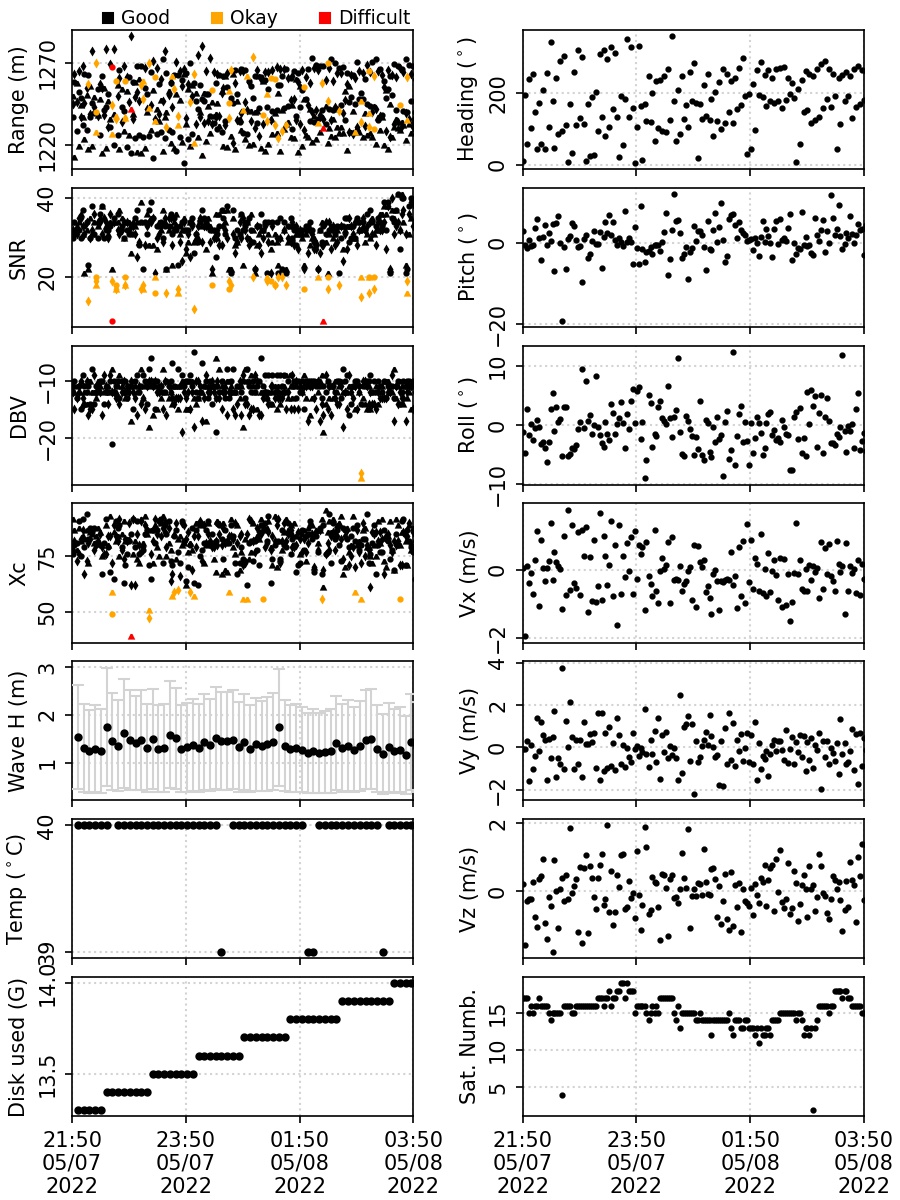 Good Okay Difficult
Range (m)
1270
1220
Heading (°)
200
0
SNR
40
20
Pitch (°)
0
−20
DBV
−10
−20
Roll (°)
10
0
−10
Xc
75
50
Vx (m/s)
0
−2
Wave H (m)
3
2
1
Vy (m/s)
4
2
0
−2
Temp (°C)
40
39
Vz (m/s)
2
0
Disk used (G)
14.0
13.5
Sat. Numb.
15
10
5
21:50 23:50 01:50 03:50 21:50 23:50 01:50 03:50
05/07 05/07 05/08 05/08 05/07 05/07 05/08 05/08
2022 2022 2022 2022 2022 2022 2022 2022